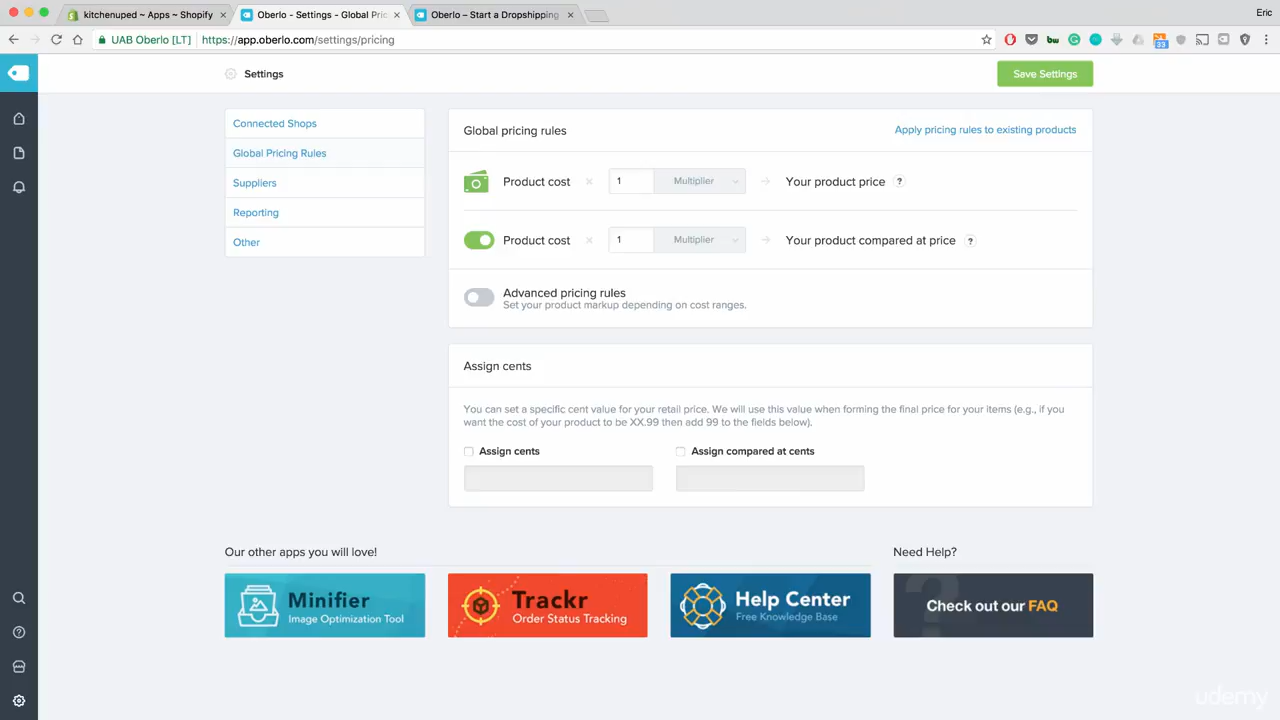 kitchenuped ~ Apps ~ Shopify
Oberlo - Settings - Global Pric
Oberlo – Start a Dropshipping
Eric
UAB Oberlo [LT]
https://app.oberlo.com/settings/pricing
33
Settings
Save Settings
Connected Shops
Global Pricing Rules
Suppliers
Reporting
Other
Global pricing rules
Apply pricing rules to existing products
Product cost
1
Multiplier
Your product price
?
Product cost
1
Multiplier
Your product compared at price
?
Advanced pricing rules
Set your product markup depending on cost ranges.
Assign cents
You can set a specific cent value for your retail price. We will use this value when forming the final price for your items (e.g., if you
want the cost of your product to be XX.99 then add 99 to the fields below).
Assign cents
Assign compared at cents
Our other apps you will love!
Need Help?
Minifier
Image Optimization Tool
Trackr
Order Status Tracking
Help Center
Free Knowledge Base
Check out our FAQ
udemy